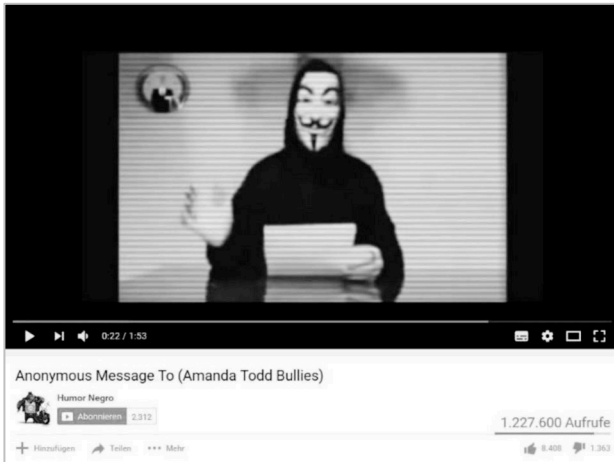 0:22 / 1:53
Anonymous Message To (Amanda Todd Bullies)
Humor Negro
Abonnieren 2.312
1.227.600 Aufrufe
Hinzufügen Teilen Mehr 8.408 1.363